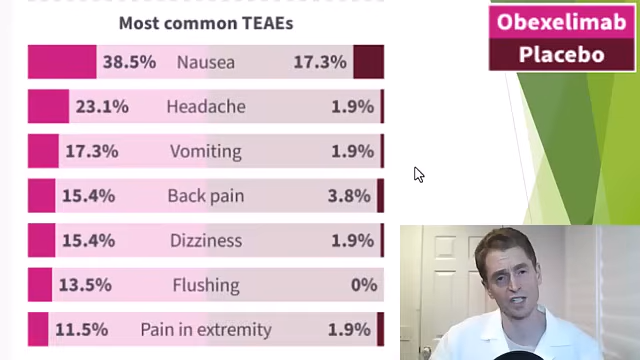 Most common TEAEs
Obexelimab
Placebo
38.5% Nausea 17.3%
23.1% Headache 1.9%
17.3% Vomiting 1.9%
15.4% Back pain 3.8%
15.4% Dizziness 1.9%
13.5% Flushing 0%
11.5% Pain in extremity 1.9%